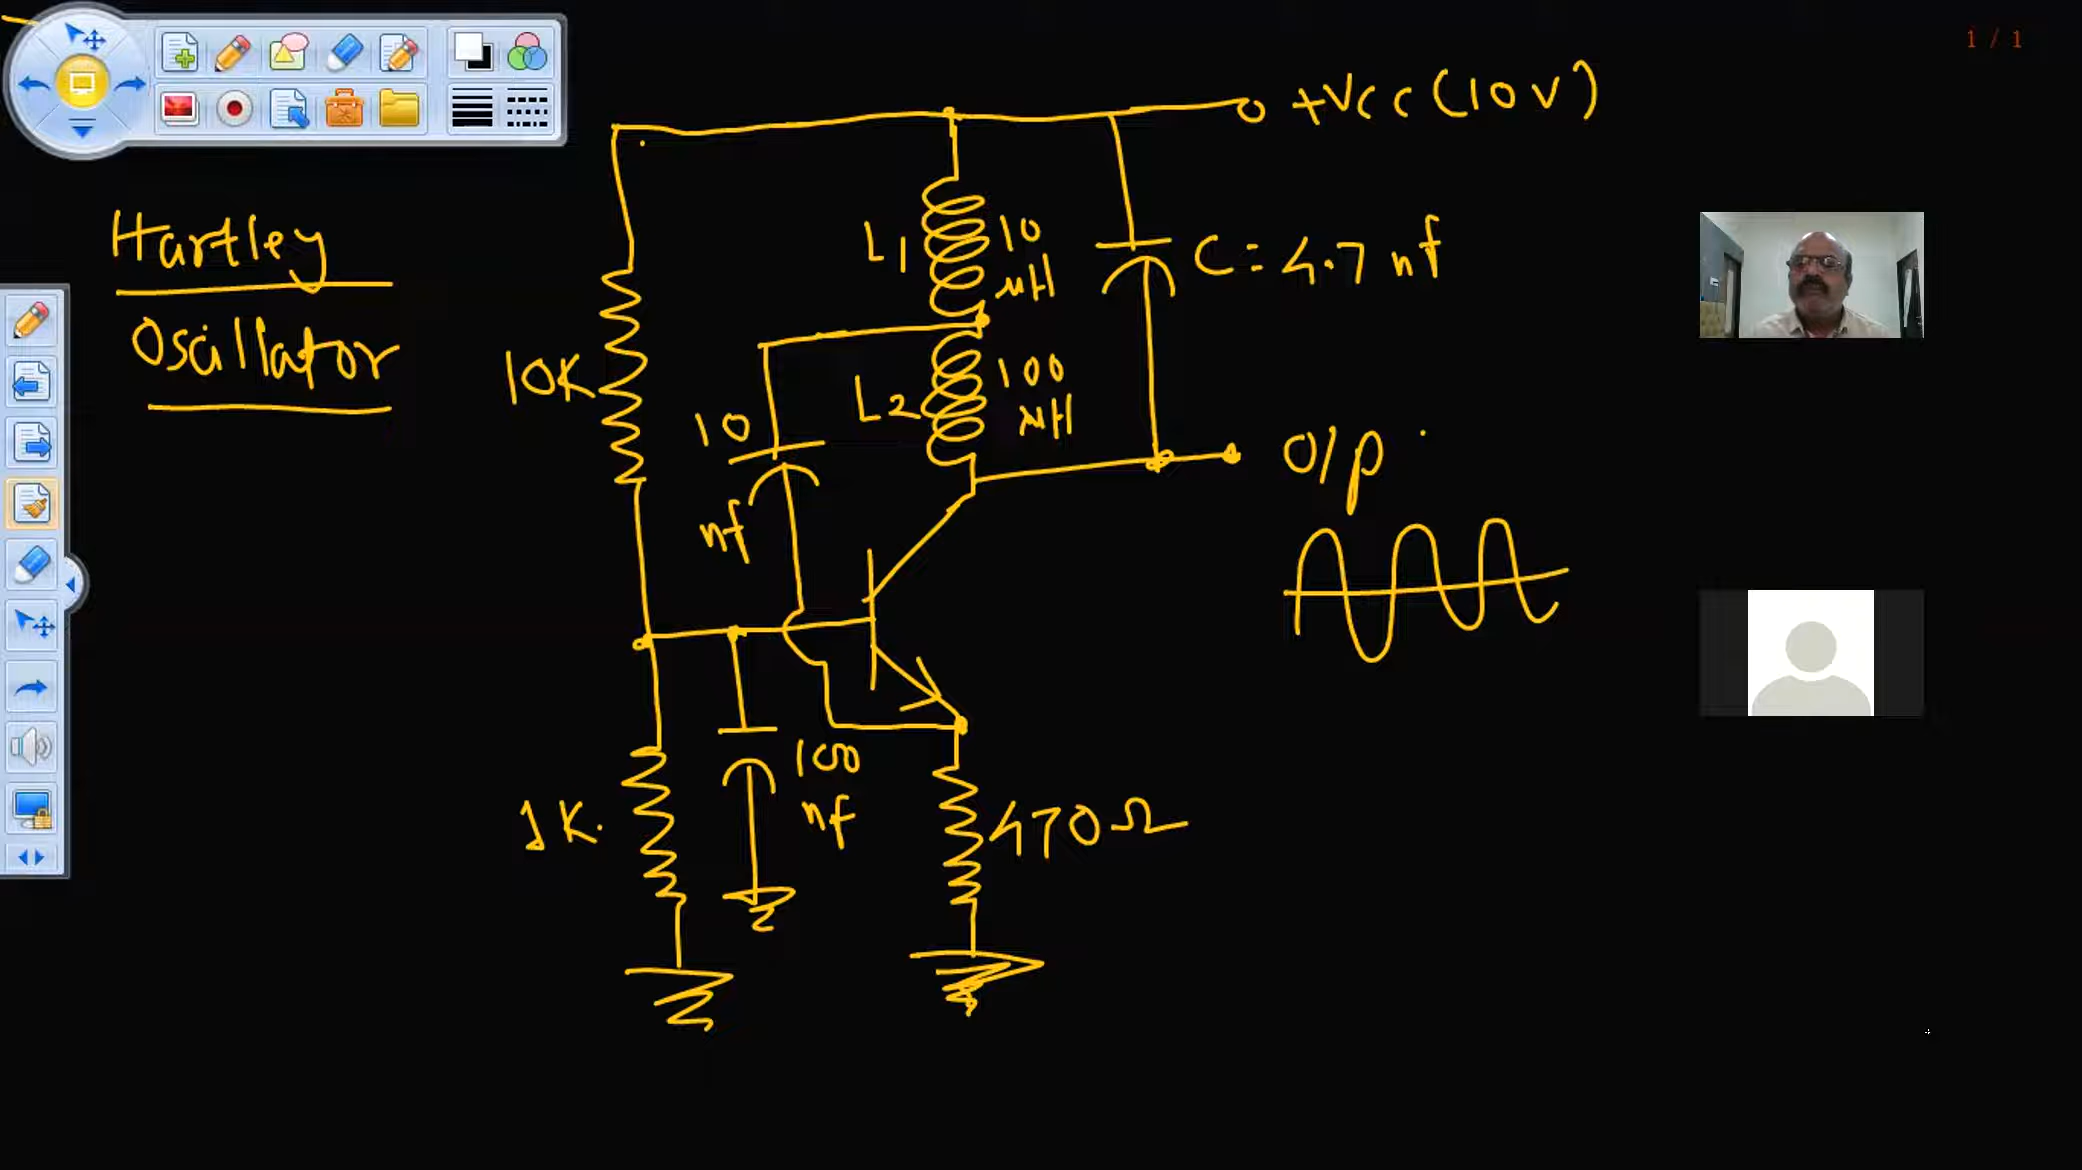 1 / 1
+Vcc (10V)
Hartley
Oscillator
L1
10
μH
C = 4.7 nf
10K
L2
100
μH
10
nf
O/p
1K.
100
nf
470Ω